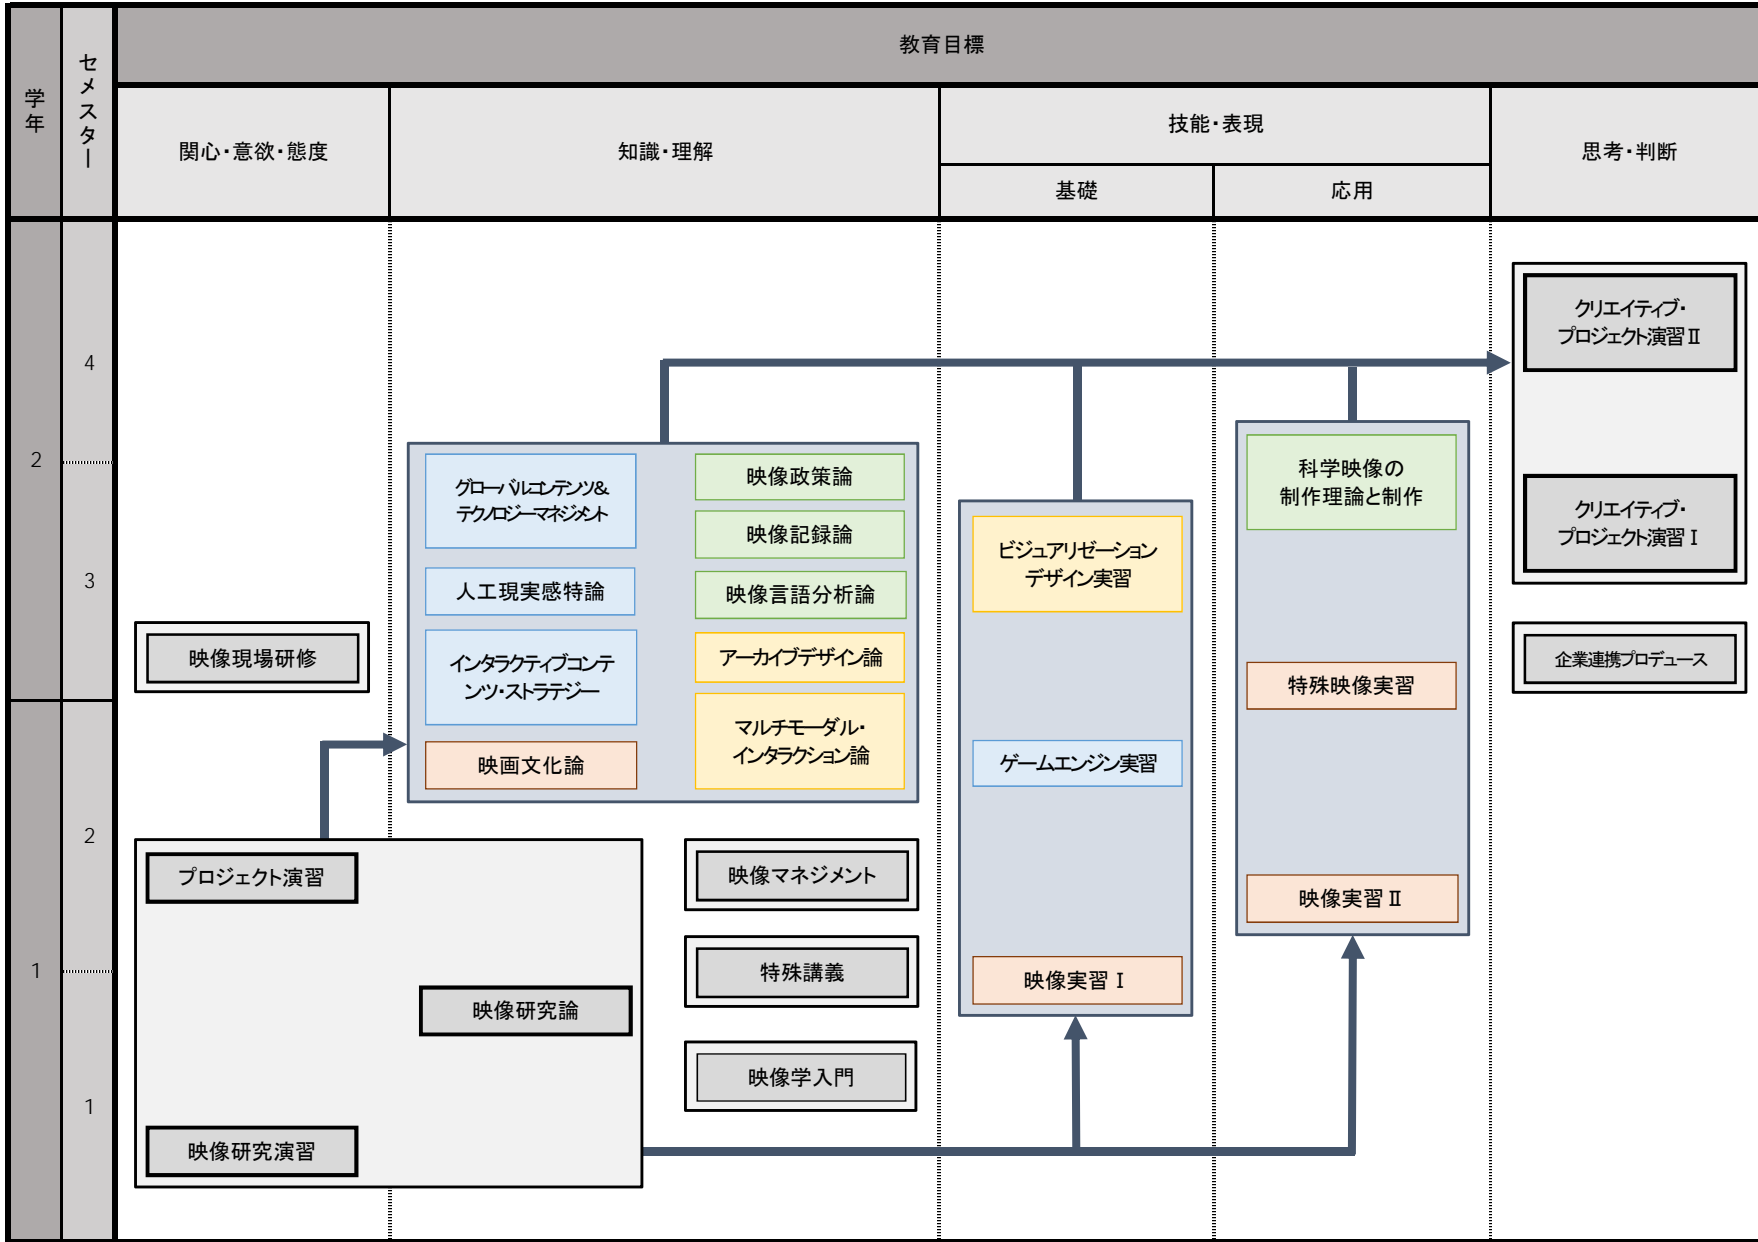 教育目標
学年
セメスター
関心・意欲・態度
知識・理解
技能・表現
思考・判断
基礎
応用
2
4
3
1
2
1
クリエイティブ・
プロジェクト演習Ⅱ
クリエイティブ・
プロジェクト演習Ⅰ
企業連携プロデュース
映像現場研修
グローバルコンテンツ&
テクノロジーマネジメント
人工現実感特論
インタラクティブコンテ
ンツ・ストラテジー
映画文化論
映像政策論
映像記録論
映像言語分析論
アーカイブデザイン論
マルチモーダル・
インタラクション論
ビジュアリゼーション
デザイン実習
ゲームエンジン実習
映像実習Ⅰ
科学映像の
制作理論と制作
特殊映像実習
映像実習Ⅱ
プロジェクト演習
映像研究論
映像研究演習
映像マネジメント
特殊講義
映像学入門